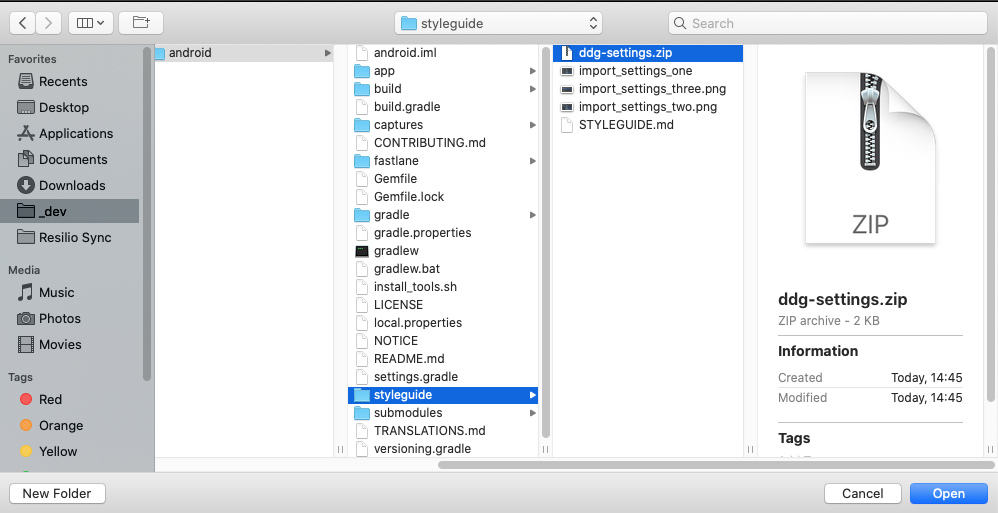 styleguide
Search
Favorites
Recents
Desktop
Applications
Documents
Downloads
_dev
Resilio Sync
Media
Music
Photos
Movies
Tags
Red
Orange
Yellow
android
android.iml
app
build
build.gradle
captures
CONTRIBUTING.md
fastlane
Gemfile
Gemfile.lock
gradle
gradle.properties
gradlew
gradlew.bat
install_tools.sh
LICENSE
local.properties
NOTICE
README.md
settings.gradle
styleguide
submodules
TRANSLATIONS.md
versioning.gradle
ddg-settings.zip
import_settings_one
import_settings_three.png
import_settings_two.png
STYLEGUIDE.md
ZIP
ddg-settings.zip
ZIP archive - 2 KB
Information
Created Today, 14:45
Modified Today, 14:45
Tags
New Folder
Cancel
Open